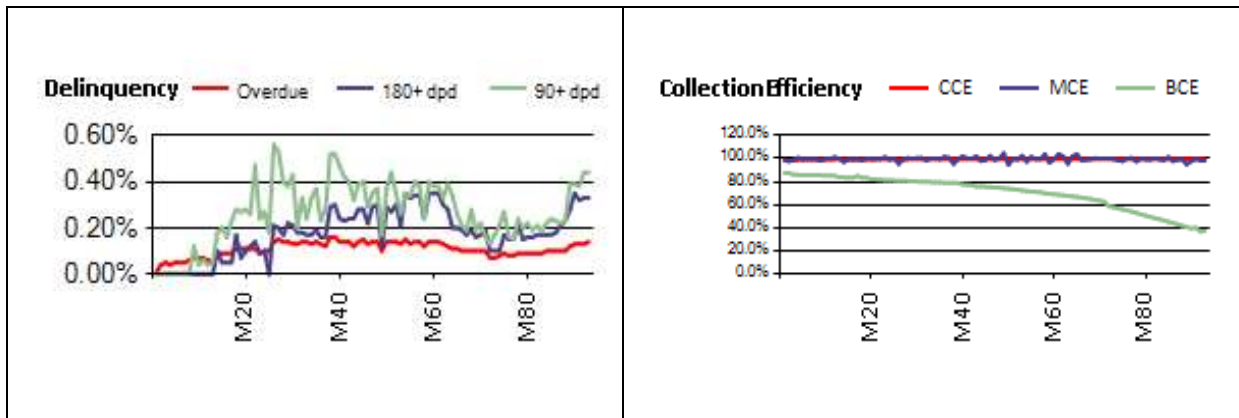 Delinquency Overdue 180+ dpd 90+ dpd
0.60%
0.40%
0.20%
0.00%
M20
M40
M60
M80
Collection Efficiency CCE MCE BCE
120.0%
100.0%
80.0%
60.0%
40.0%
20.0%
0.0%
M20
M40
M60
M80